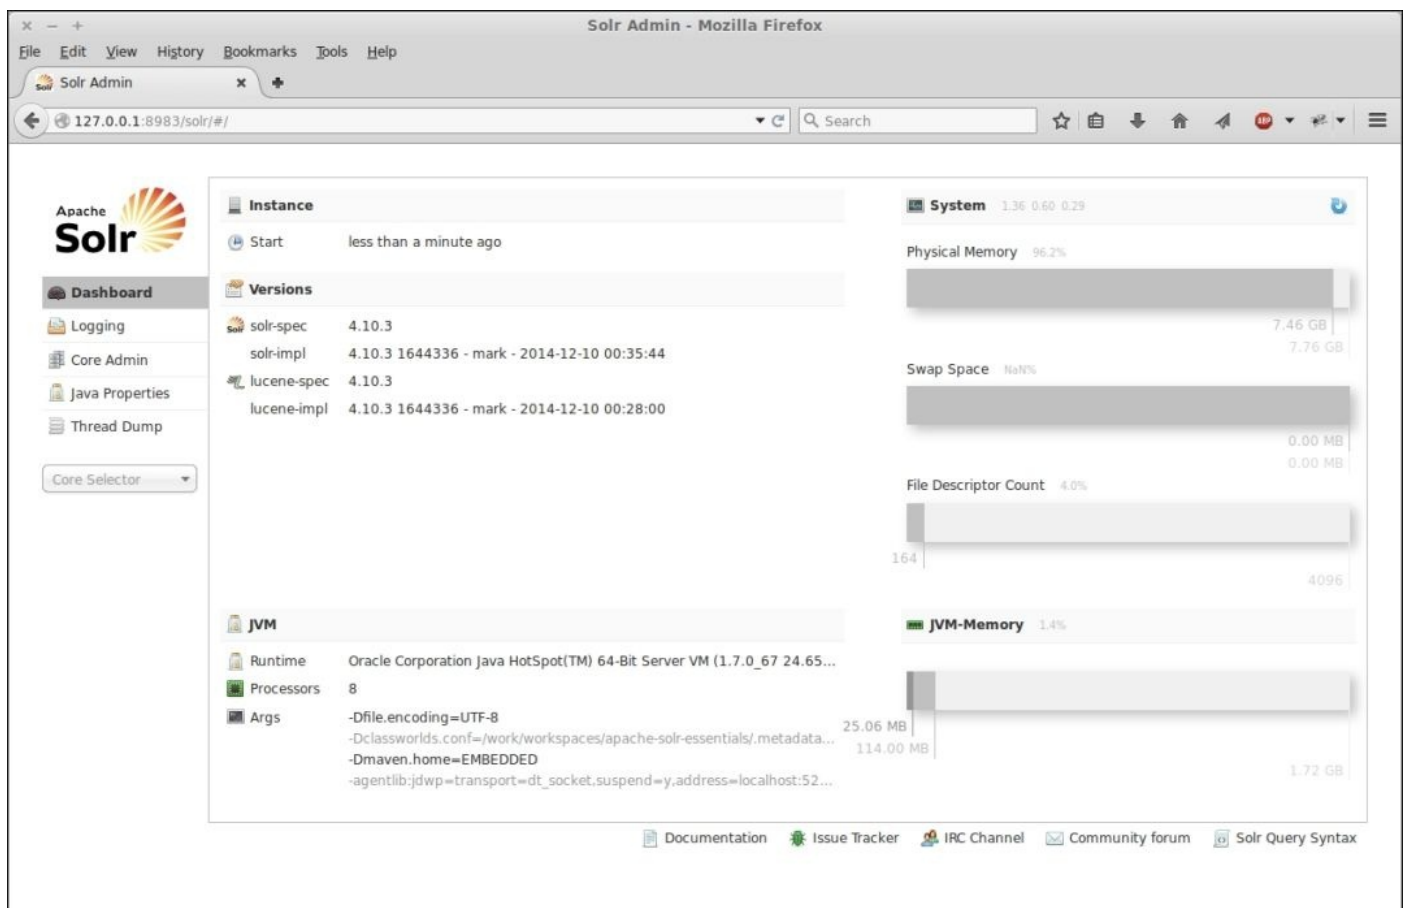 Solr Admin - Mozilla Firefox
File Edit View History Bookmarks Tools Help
Solr Admin
127.0.0.1:8983/solr/#/
Search
Apache
Solr
Dashboard
Logging
Core Admin
Java Properties
Thread Dump
Core Selector
Instance
Start less than a minute ago
Versions
solr-spec 4.10.3
solr-impl 4.10.3 1644336 - mark - 2014-12-10 00:35:44
lucene-spec 4.10.3
lucene-impl 4.10.3 1644336 - mark - 2014-12-10 00:28:00
JVM
Runtime Oracle Corporation Java HotSpot(TM) 64-Bit Server VM (1.7.0_67 24.65...
Processors 8
Args -Dfile.encoding=UTF-8
-Dclassworlds.conf=/work/workspaces/apache-solr-essentials/.metadata...
-Dmaven.home=EMBEDDED
-agentlib:jdwp=transport=dt_socket,suspend=y,address=localhost:52...
System 1.36 0.60 0.29
Physical Memory 96.2%
7.46 GB
7.76 GB
Swap Space NaN%
0.00 MB
0.00 MB
File Descriptor Count 4.0%
164
4096
JVM-Memory 1.4%
25.06 MB
114.00 MB
1.72 GB
Documentation Issue Tracker IRC Channel Community forum Solr Query Syntax